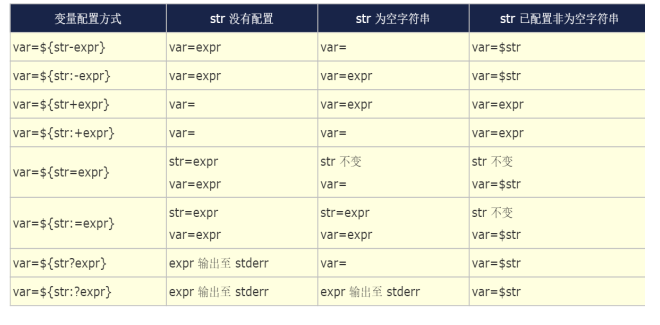 变量配置方式 str 没有配置 str 为空字符串 str 已配置非为空字符串
var=${str-expr} var=expr var= var=$str
var=${str:-expr} var=expr var=expr var=$str
var=${str+expr} var= var=expr var=expr
var=${str:+expr} var= var= var=expr
var=${str=expr} str=expr str 不变 str 不变
var=expr var= var=$str
var=${str:=expr} str=expr str=expr str 不变
var=expr var=expr var=$str
var=${str?expr} expr 输出至 stderr var= var=$str
var=${str:?expr} expr 输出至 stderr expr 输出至 stderr var=$str